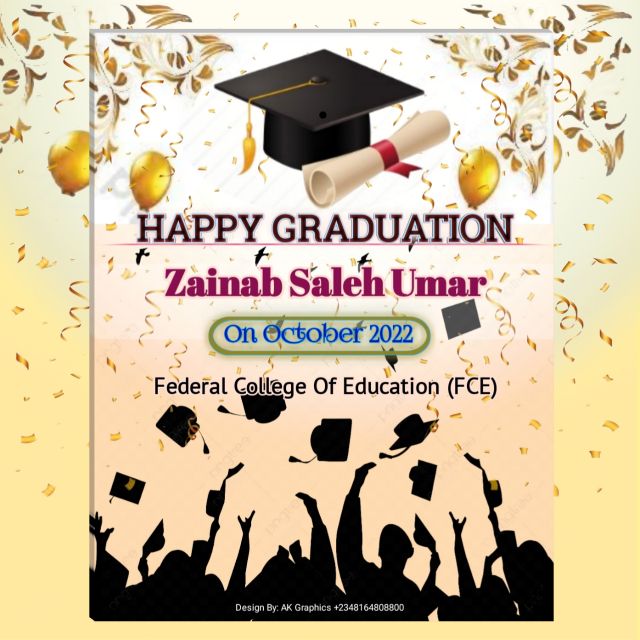 HAPPY GRADUATION
Zainab Saleh Umar
On October 2022
Federal College Of Education (FCE)
Design By: AK Graphics +2348164808800